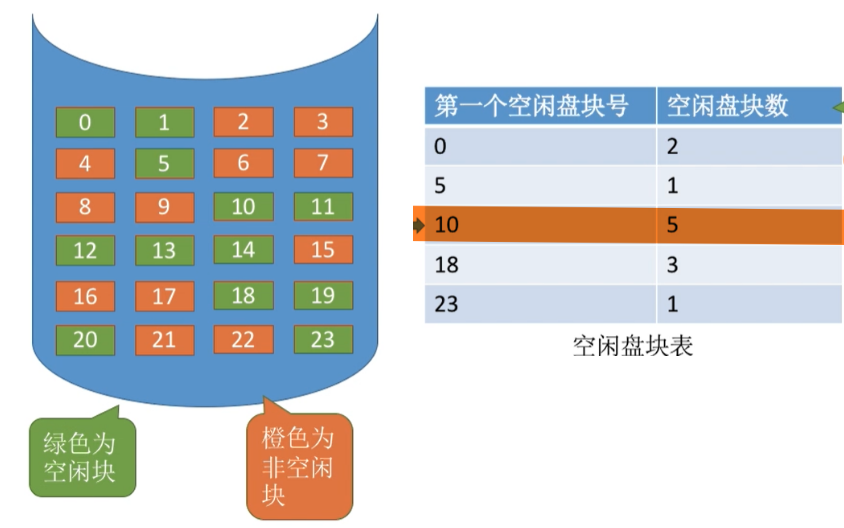 0 1 2 3
4 5 6 7
8 9 10 11
12 13 14 15
16 17 18 19
20 21 22 23
绿色为
空闲块
橙色为
非空闲
块
第一个空闲盘块号 空闲盘块数
0 2
5 1
10 5
18 3
23 1
空闲盘块表